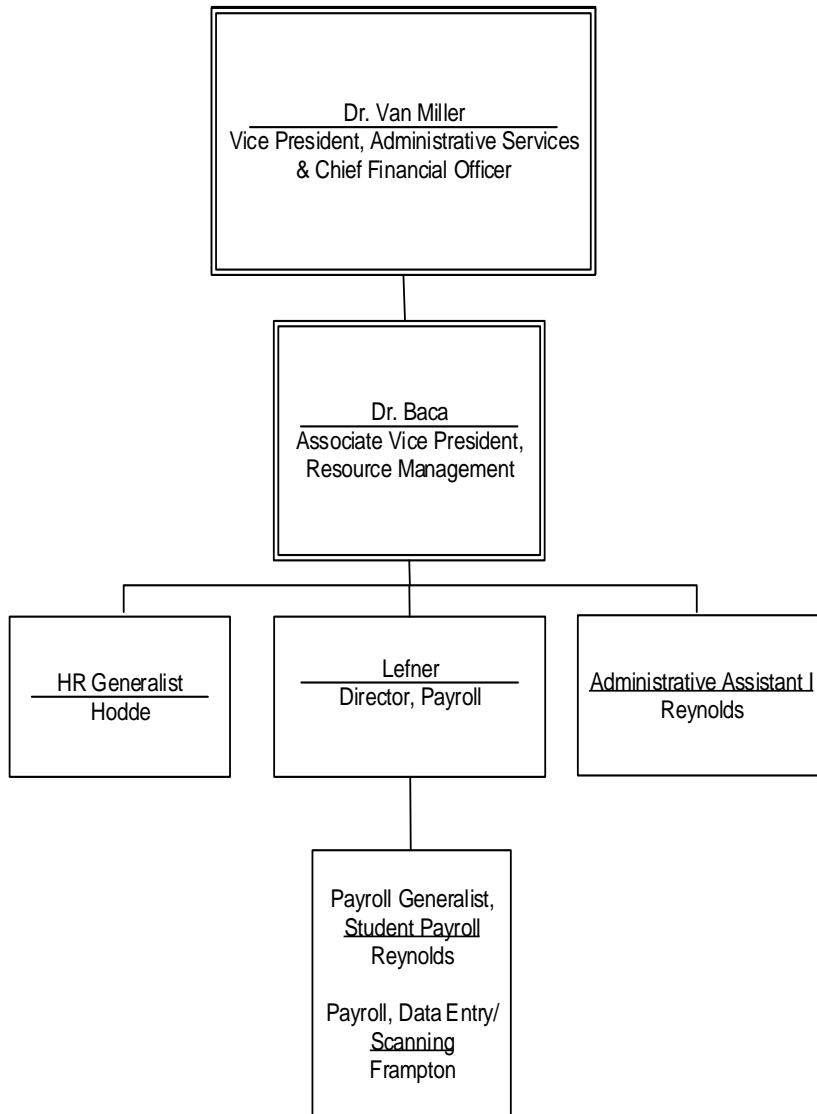 Dr. Van Miller
Vice President, Administrative Services
& Chief Financial Officer
Dr. Baca
Associate Vice President,
Resource Management
HR Generalist
Hodde
Lefner
Director, Payroll
Administrative Assistant I
Reynolds
Payroll Generalist,
Student Payroll
Reynolds
Payroll, Data Entry/
Scanning
Frampton